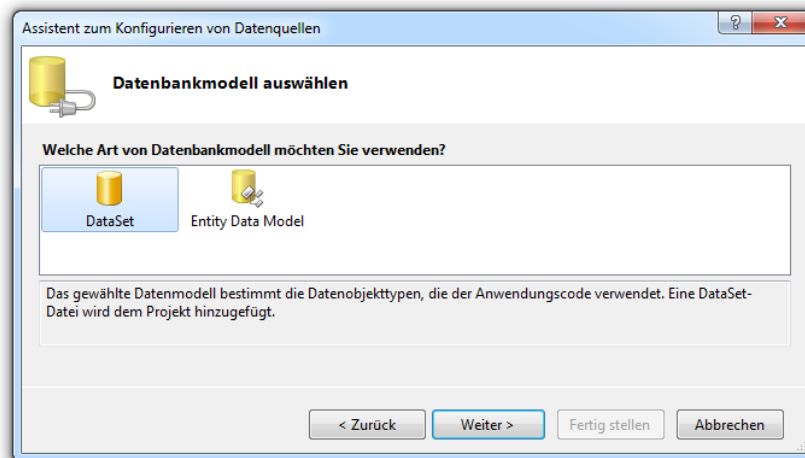 Assistent zum Konfigurieren von Datenquellen
Datenbankmodell auswählen
Welche Art von Datenbankmodell möchten Sie verwenden?
DataSet
Entity Data Model
Das gewählte Datenmodell bestimmt die Datenobjekttypen, die der Anwendungscode verwendet. Eine DataSet-
Datei wird dem Projekt hinzugefügt.
< Zurück
Weiter >
Fertig stellen
Abbrechen